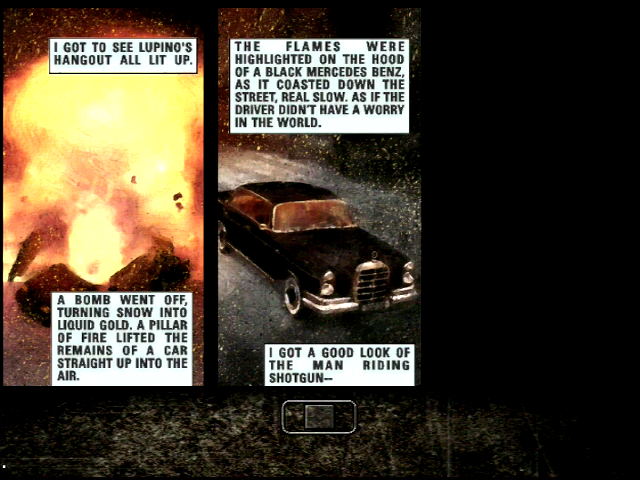 I GOT TO SEE LUPINO'S
HANGOUT ALL LIT UP.
A BOMB WENT OFF,
TURNING SNOW INTO
LIQUID GOLD. A PILLAR
OF FIRE LIFTED THE
REMAINS OF A CAR
STRAIGHT UP INTO THE
AIR.
THE FLAMES WERE
HIGHLIGHTED ON THE HOOD
OF A BLACK MERCEDES BENZ,
AS IT COASTED DOWN THE
STREET, REAL SLOW. AS IF THE
DRIVER DIDN'T HAVE A WORRY
IN THE WORLD.
I GOT A GOOD LOOK OF
THE MAN RIDING
SHOTGUN--